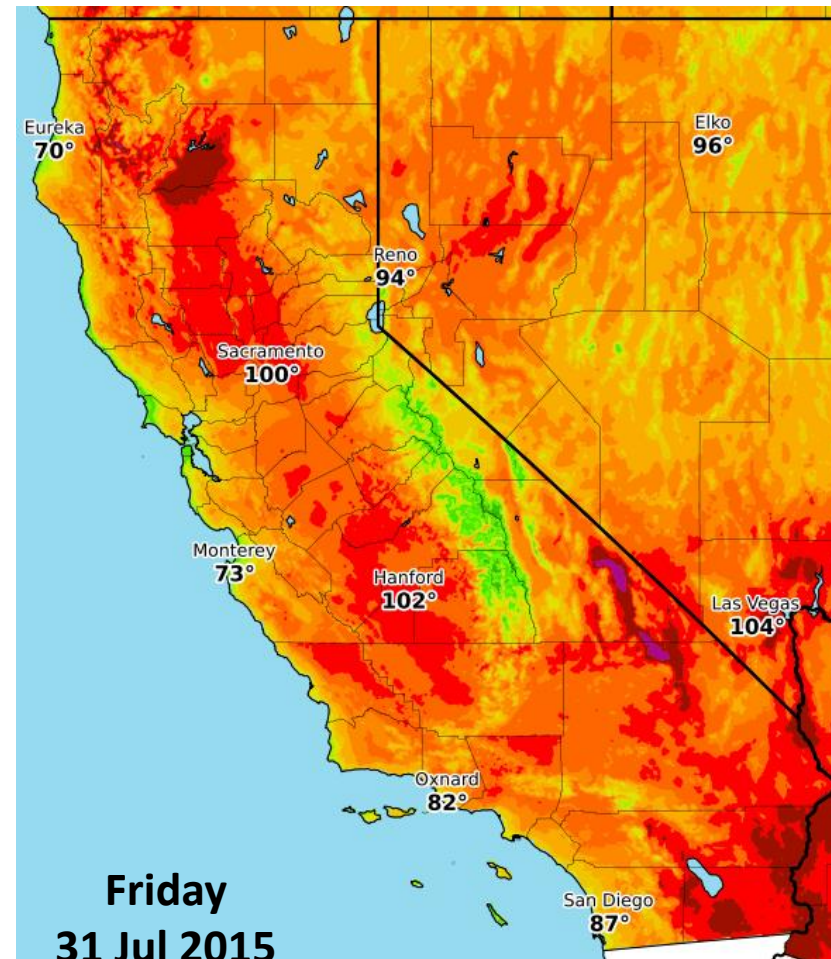 Eureka
70°
Elko
96°
Reno
94°
Sacramento
100°
Monterey
73°
Hanford
102°
Las Vegas
104°
Oxnard
82°
San Diego
87°
Friday
31 Jul 2015